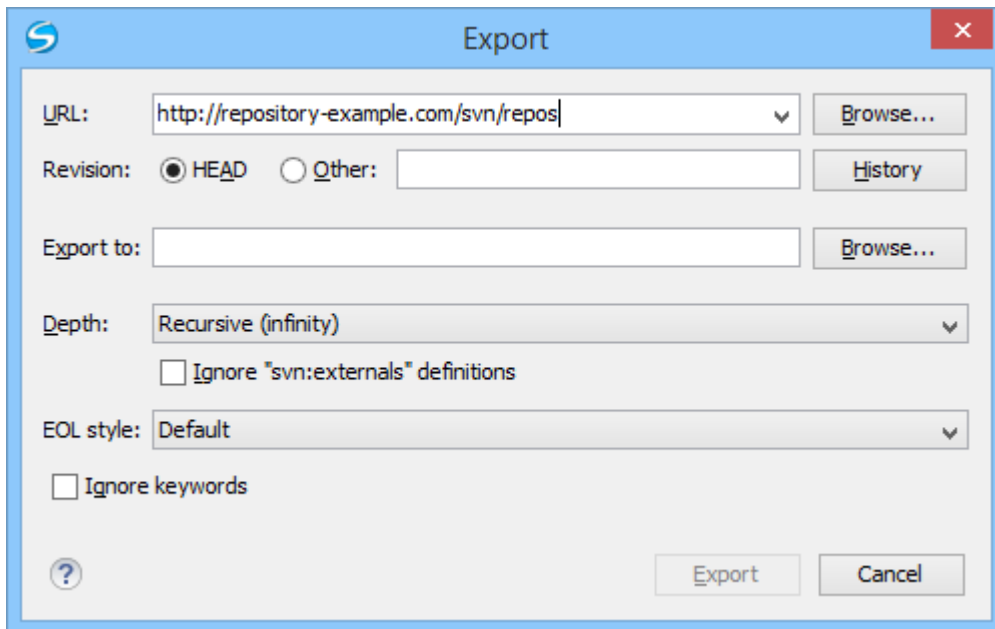 Export
URL: http://repository-example.com/svn/repos Browse...
Revision: HEAD Other: History
Export to: Browse...
Depth: Recursive (infinity)
Ignore "svn:externals" definitions
EOL style: Default
Ignore keywords
? Export Cancel